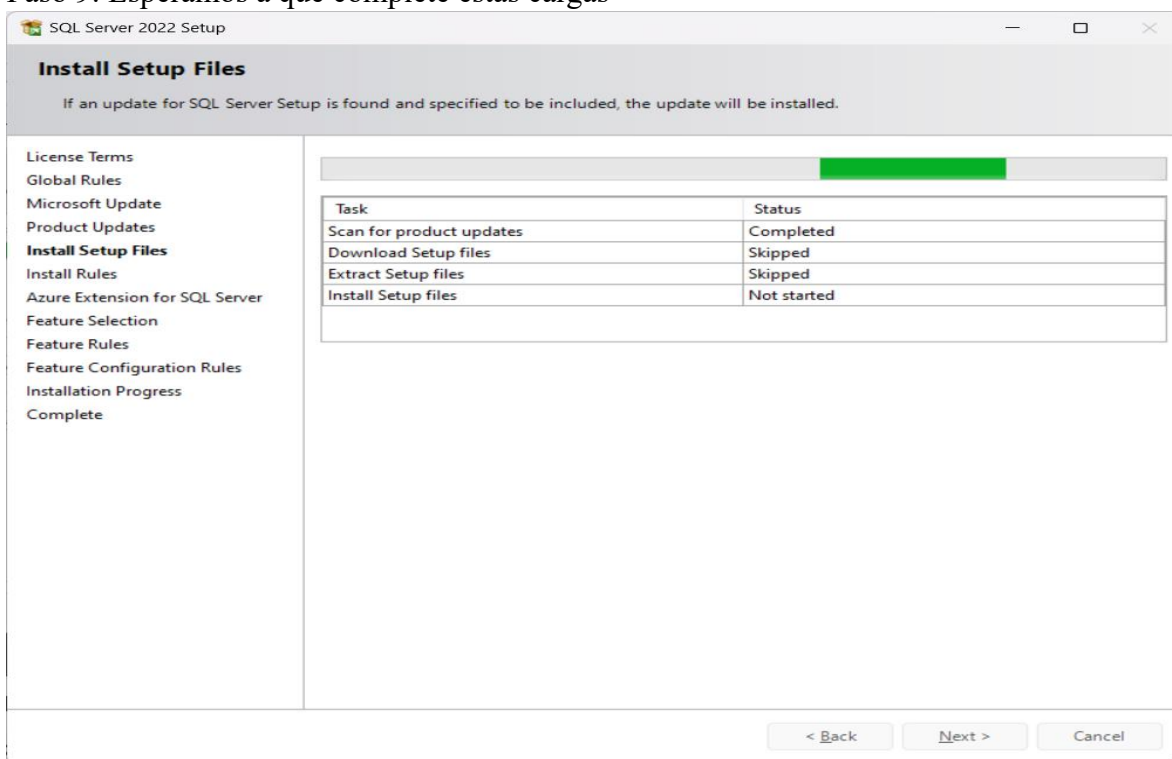 Paso 9: Esperamos a que complete estas cargas
SQL Server 2022 Setup
Install Setup Files
If an update for SQL Server Setup is found and specified to be included, the update will be installed.
License Terms
Global Rules
Microsoft Update
Product Updates
Install Setup Files
Install Rules
Azure Extension for SQL Server
Feature Selection
Feature Rules
Feature Configuration Rules
Installation Progress
Complete
Task Status
Scan for product updates Completed
Download Setup files Skipped
Extract Setup files Skipped
Install Setup files Not started
< Back Next > Cancel